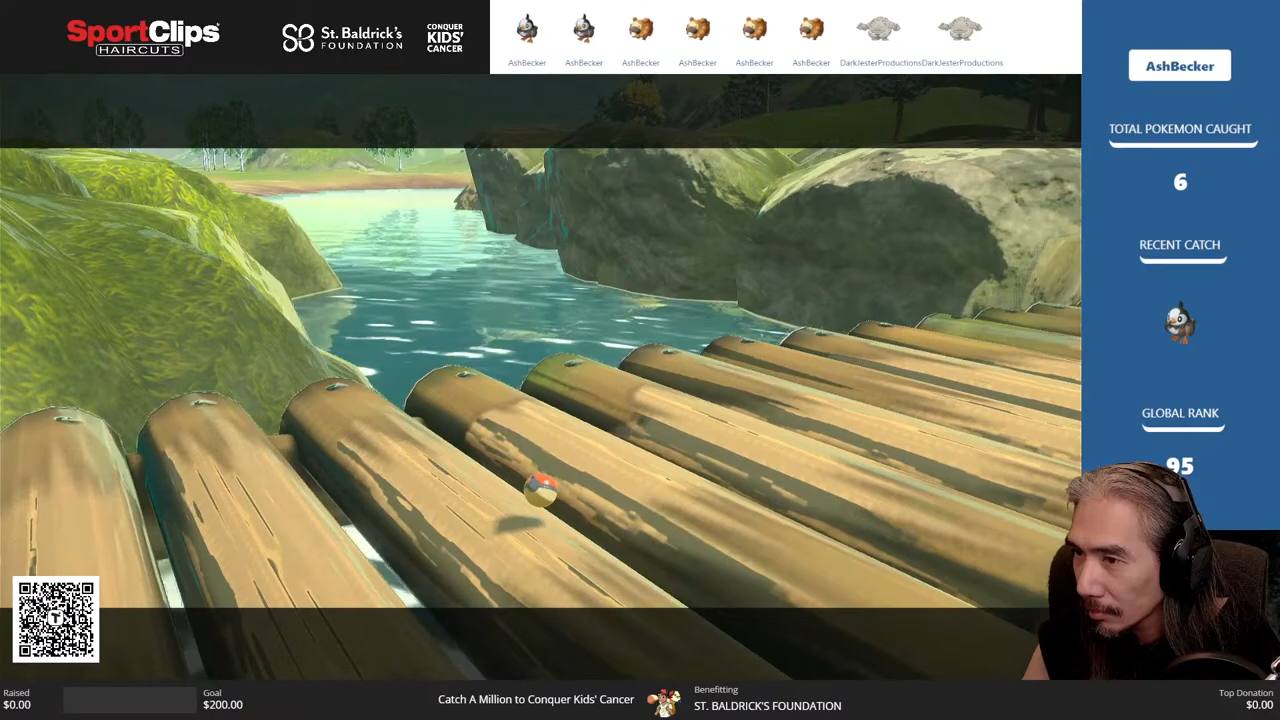 SportClips
HAIRCUTS
St. Baldrick's
FOUNDATION
CONQUER
KIDS'
CANCER
AshBecker
AshBecker
AshBecker
AshBecker
AshBecker
AshBecker
DarkJesterProductions
DarkJesterProductions
AshBecker
TOTAL POKEMON CAUGHT
6
RECENT CATCH
GLOBAL RANK
95
Raised
$0.00
Goal
$200.00
Catch A Million to Conquer Kids' Cancer
Benefitting
ST. BALDRICK'S FOUNDATION
Top Donation
$0.00